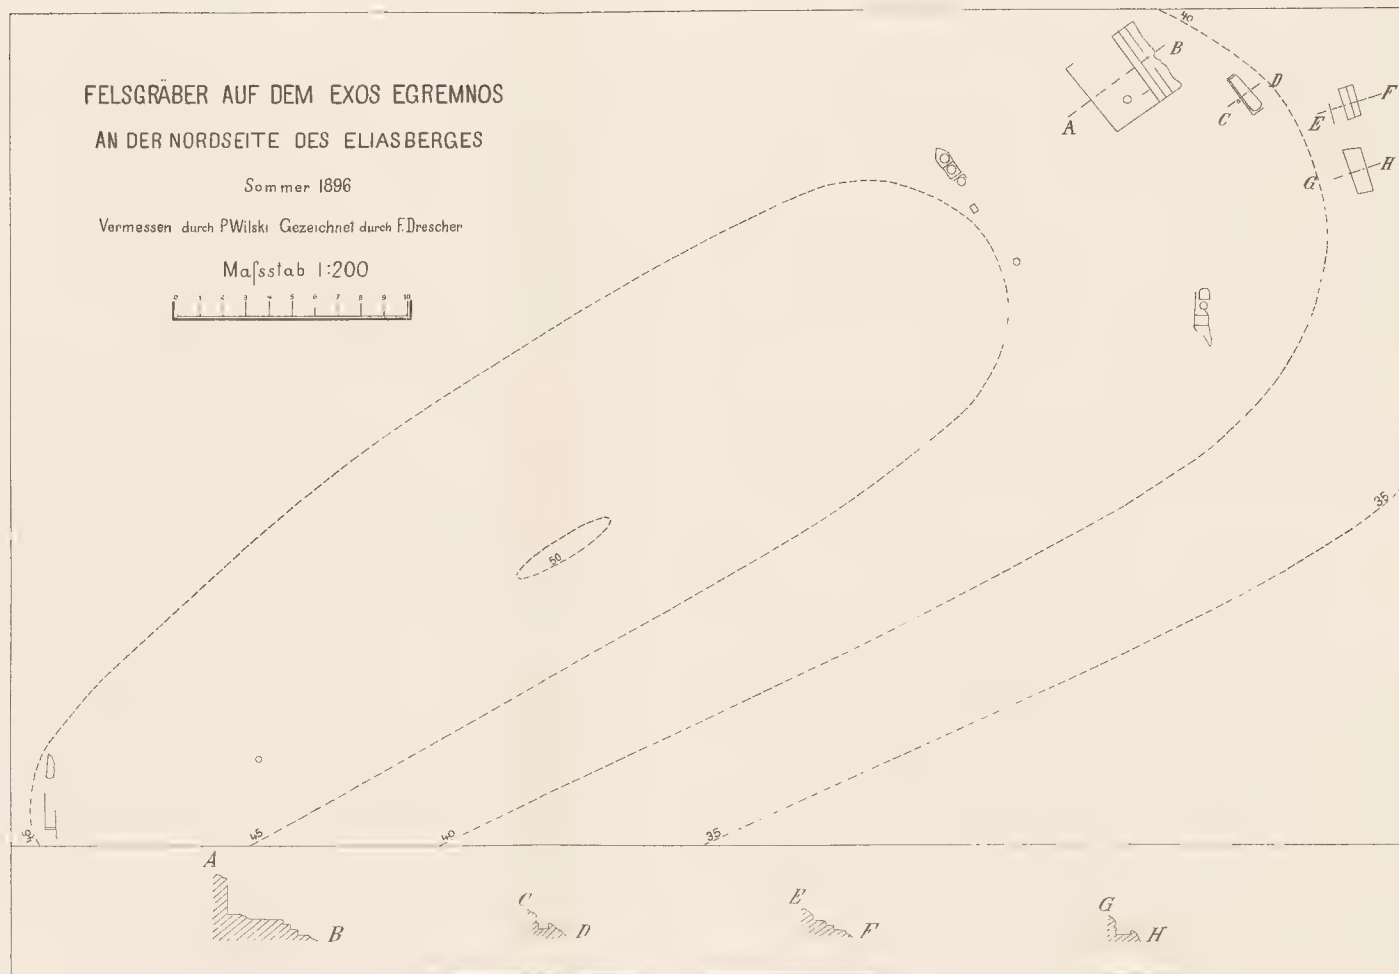 FELSGRÄBER AUF DEM EXOS EGREMNOS
AN DER NORDSEITE DES ELIASBERGES
Sommer 1896
Vermessen durch P.Wilski Gezeichnet durch F.Drescher
Maſsstab 1:200
0 1 2 3 4 5 6 7 8 9 10
40
A B
C D
E F
G H
35
50
45 40 35
A B
C D
E F
G H